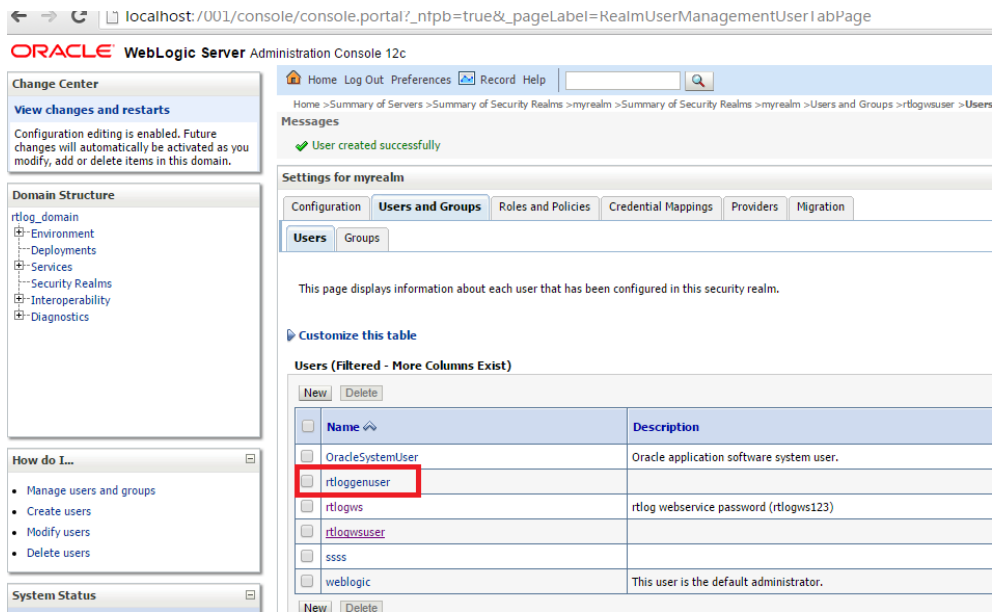 localhost:7001/console/console.portal?_nfpb=true&_pageLabel=RealmUserManagementUserTabPage
ORACLE WebLogic Server Administration Console 12c
Change Center
View changes and restarts
Configuration editing is enabled. Future
changes will automatically be activated as you
modify, add or delete items in this domain.
Domain Structure
rtlog_domain
Environment
Deployments
Services
Security Realms
Interoperability
Diagnostics
How do I...
Manage users and groups
Create users
Modify users
Delete users
System Status
Home Log Out Preferences Record Help
Home >Summary of Servers >Summary of Security Realms >myrealm >Summary of Security Realms >myrealm >Users and Groups >rtlogwsuser >Users
Messages
User created successfully
Settings for myrealm
Configuration Users and Groups Roles and Policies Credential Mappings Providers Migration
Users Groups
This page displays information about each user that has been configured in this security realm.
Customize this table
Users (Filtered - More Columns Exist)
New Delete
Name Description
OracleSystemUser Oracle application software system user.
rtloggenuser
rtlogws rtlog webservice password (rtlogws123)
rtlogwsuser
ssss
weblogic This user is the default administrator.
New Delete